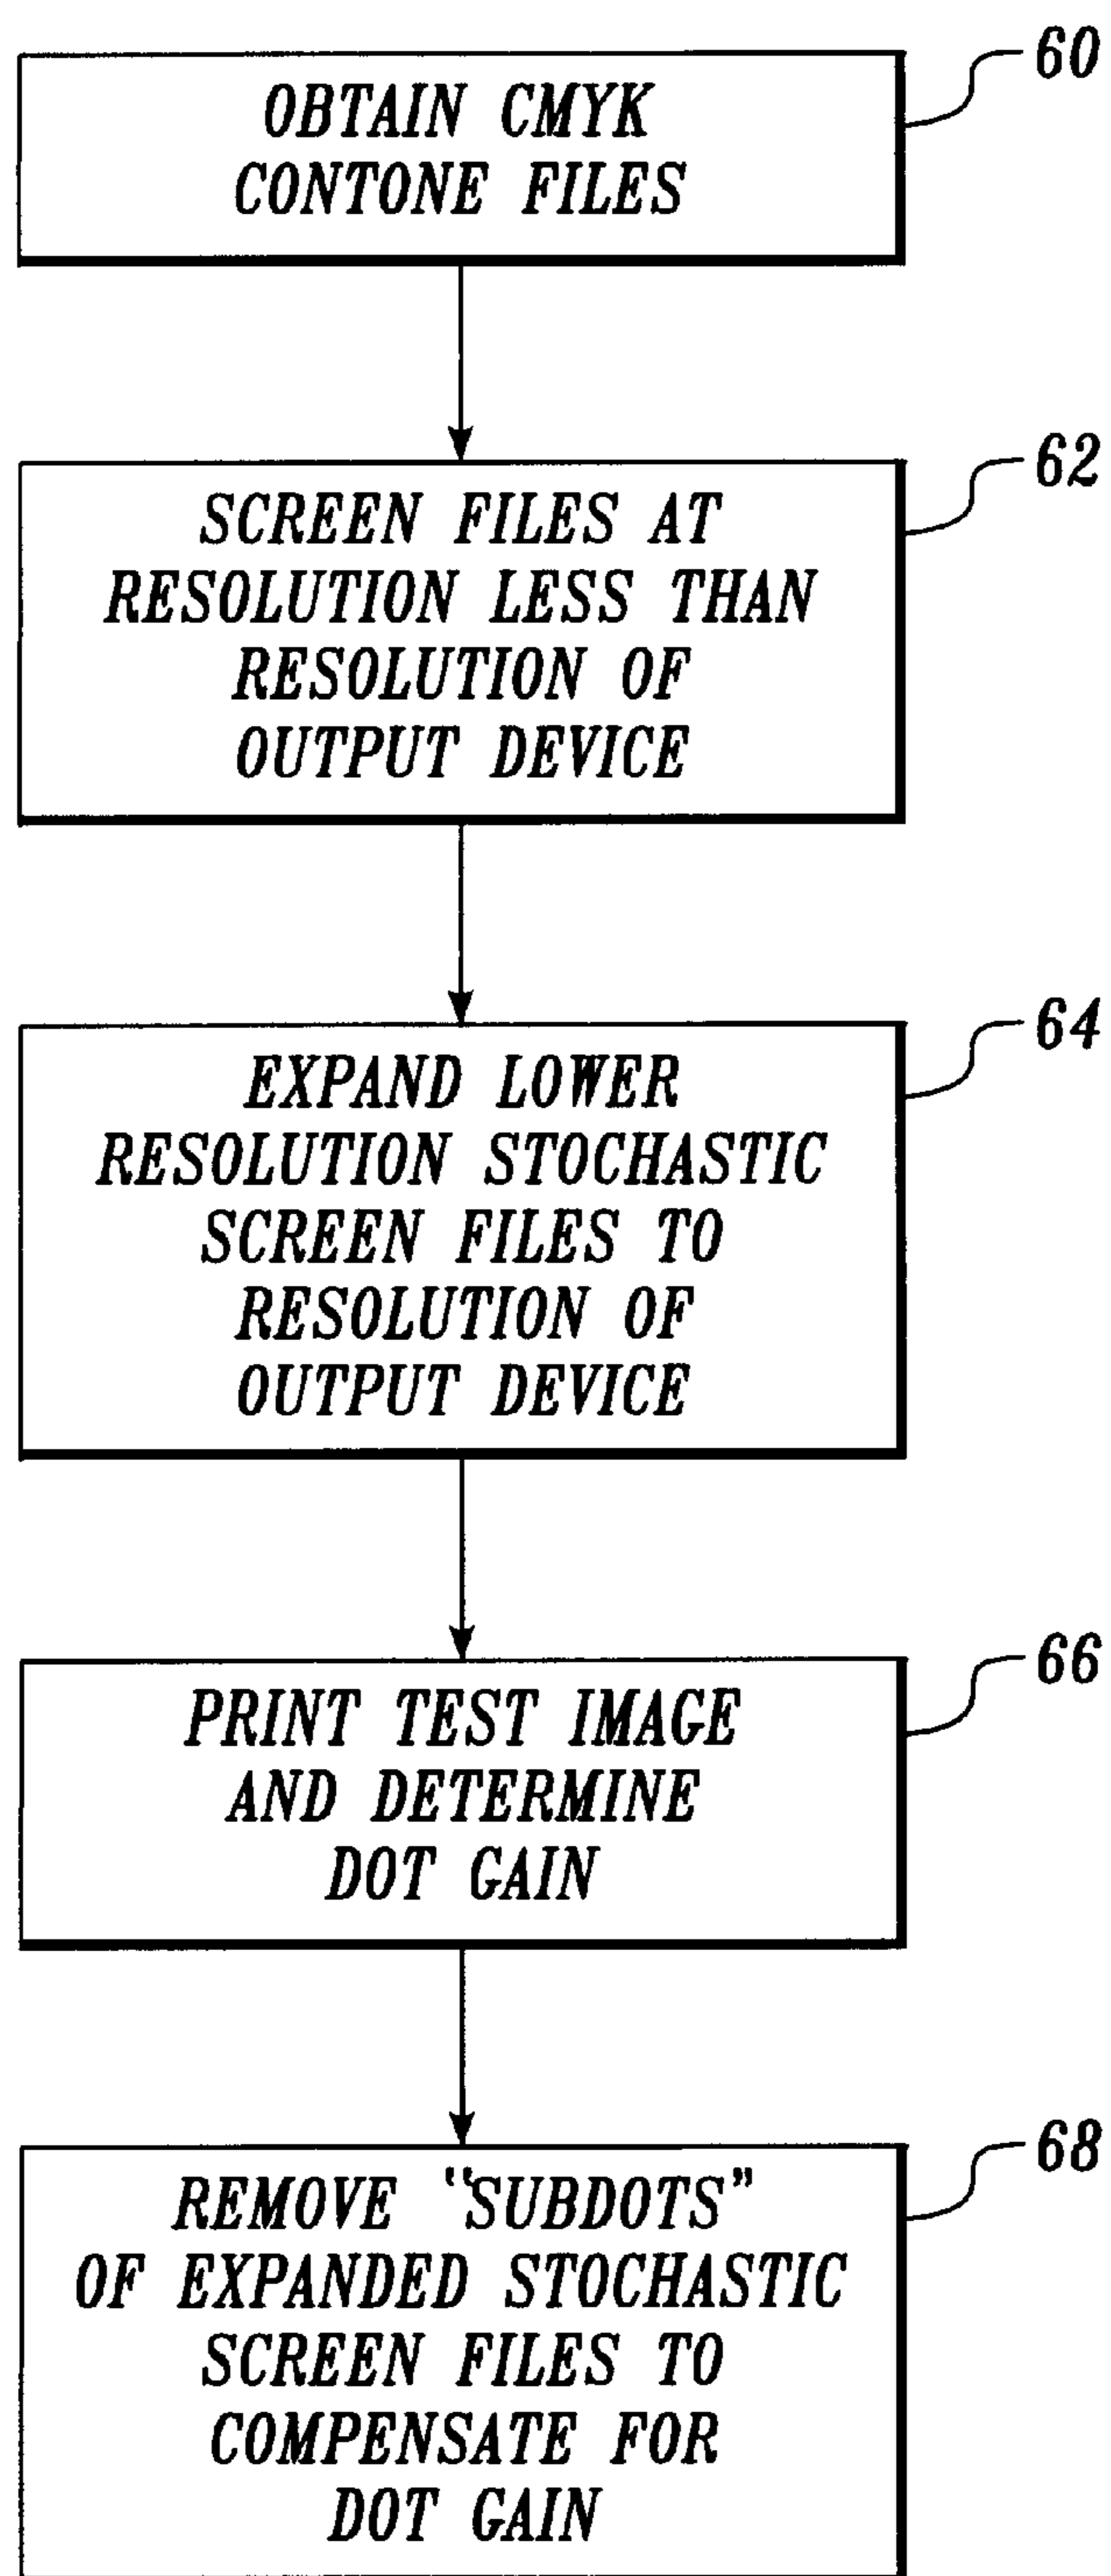 60
OBTAIN CMYK
CONTONE FILES
62
SCREEN FILES AT
RESOLUTION LESS THAN
RESOLUTION OF
OUTPUT DEVICE
64
EXPAND LOWER
RESOLUTION STOCHASTIC
SCREEN FILES TO
RESOLUTION OF
OUTPUT DEVICE
66
PRINT TEST IMAGE
AND DETERMINE
DOT GAIN
68
REMOVE "SUBDOTS"
OF EXPANDED STOCHASTIC
SCREEN FILES TO
COMPENSATE FOR
DOT GAIN